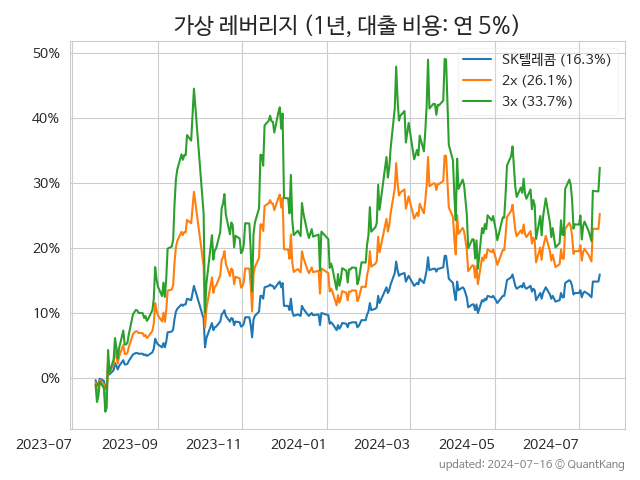 가상 레버리지 (1년, 대출 비용: 연 5%)
50%
40%
30%
20%
10%
0%
SK텔레콤 (16.3%)
2x (26.1%)
3x (33.7%)
2023-07
2023-09
2023-11
2024-01
2024-03
2024-05
2024-07
updated: 2024-07-16 © QuantKang